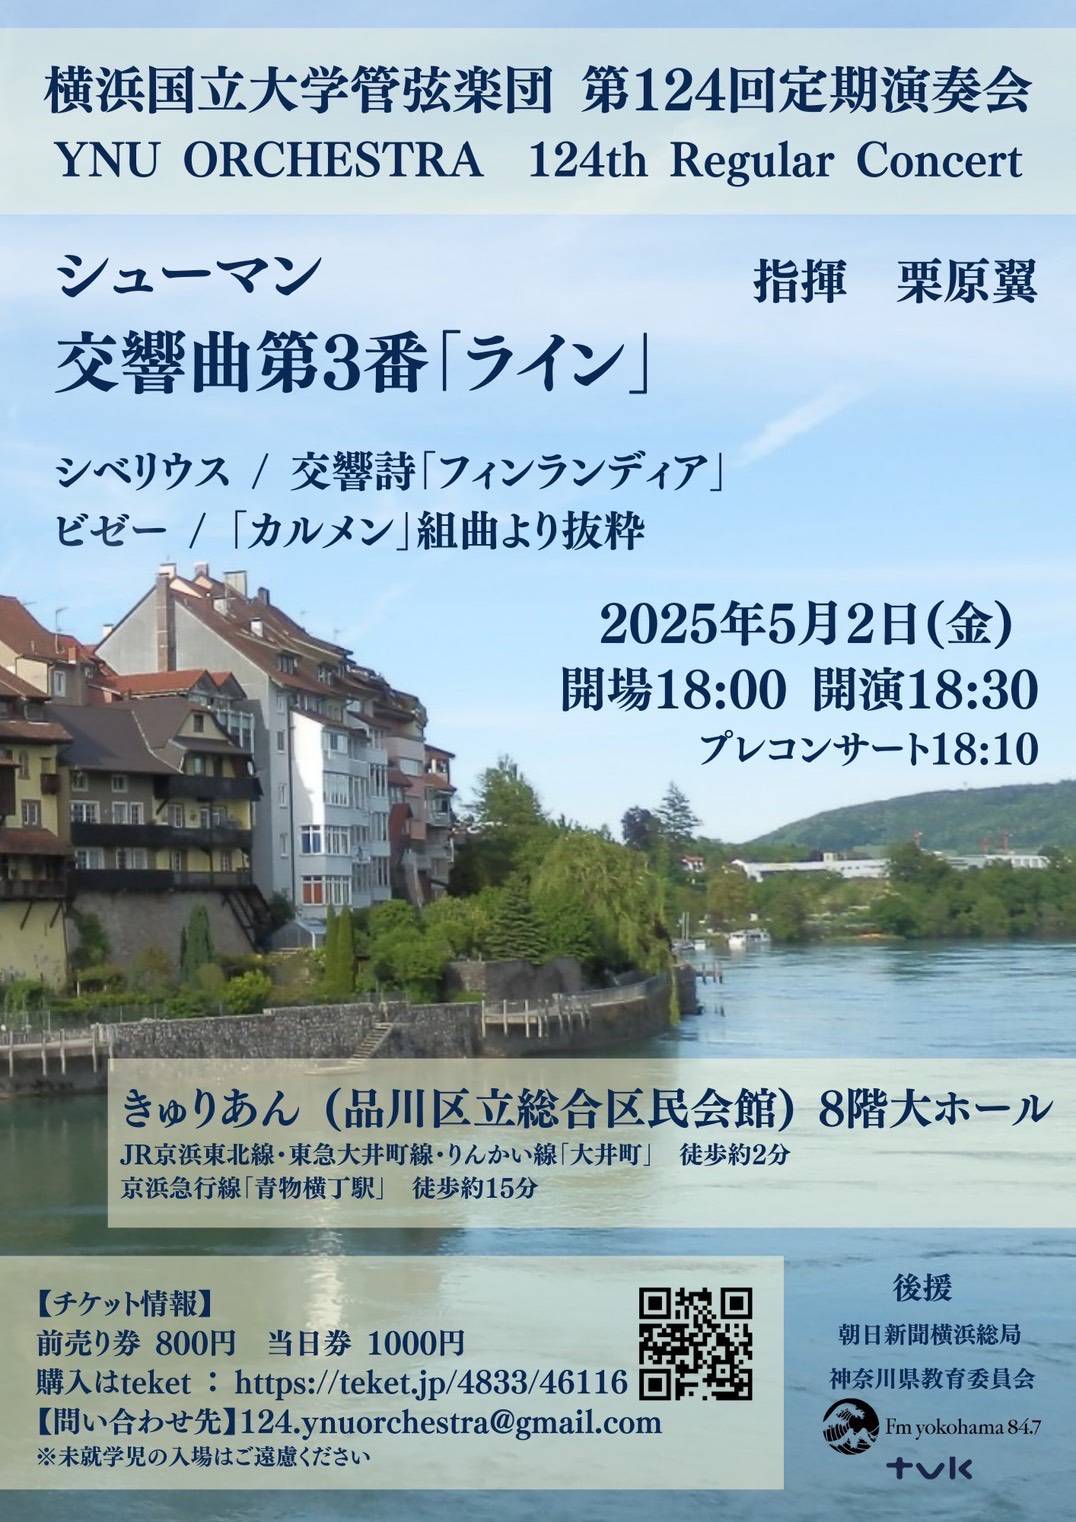 横浜国立大学管弦楽団 第124回定期演奏会
YNU ORCHESTRA 124th Regular Concert
シューマン
指揮 栗原翼
交響曲第3番「ライン」
シベリウス / 交響詩「フィンランディア」
ビゼー / 「カルメン」組曲より抜粋
2025年5月2日(金)
開場18:00 開演18:30
プレコンサート18:10
きゅりあん (品川区立総合区民会館) 8階大ホール
JR京浜東北線・東急大井町線・りんかい線「大井町」 徒歩約2分
京浜急行線「青物横丁駅」 徒歩約15分
【チケット情報】
前売り券 800円 当日券 1000円
購入はteket : https://teket.jp/4833/46116
【問い合わせ先】124.ynuorchestra@gmail.com
※未就学児の入場はご遠慮ください
後援
朝日新聞横浜総局
神奈川県教育委員会
Fm yokohama 84.7
tvk